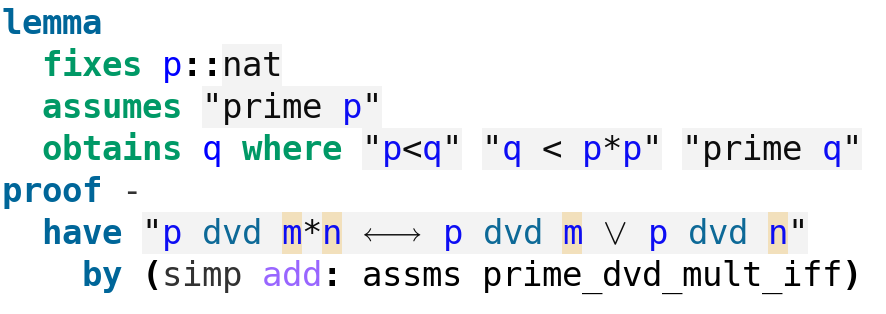 lemma
fixes p::nat
assumes "prime p"
obtains q where "p<q" "q < p*p" "prime q"
proof -
have "p dvd m*n ⟷ p dvd m ∨ p dvd n"
by (simp add: assms prime_dvd_mult_iff)